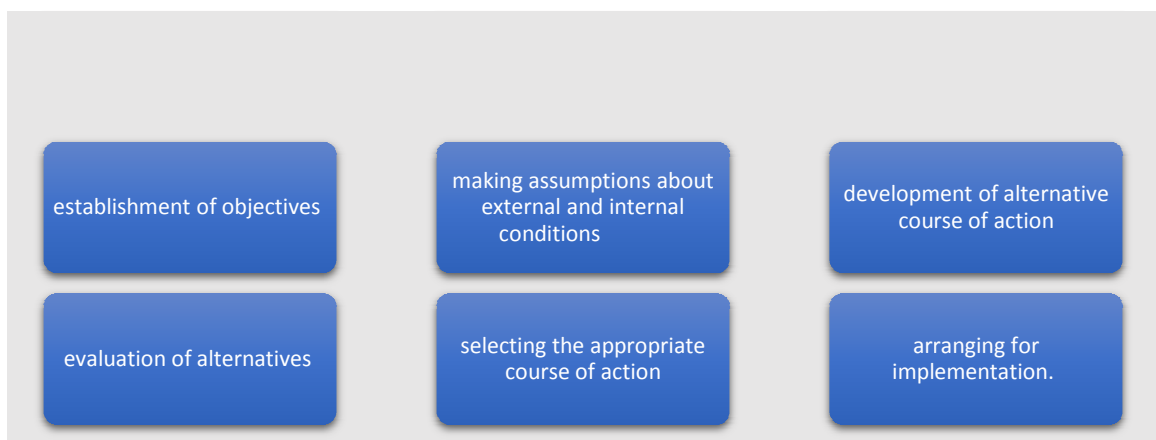 establishment of objectives
making assumptions about
external and internal
conditions
development of alternative
course of action
evaluation of alternatives
selecting the appropriate
course of action
arranging for
implementation.